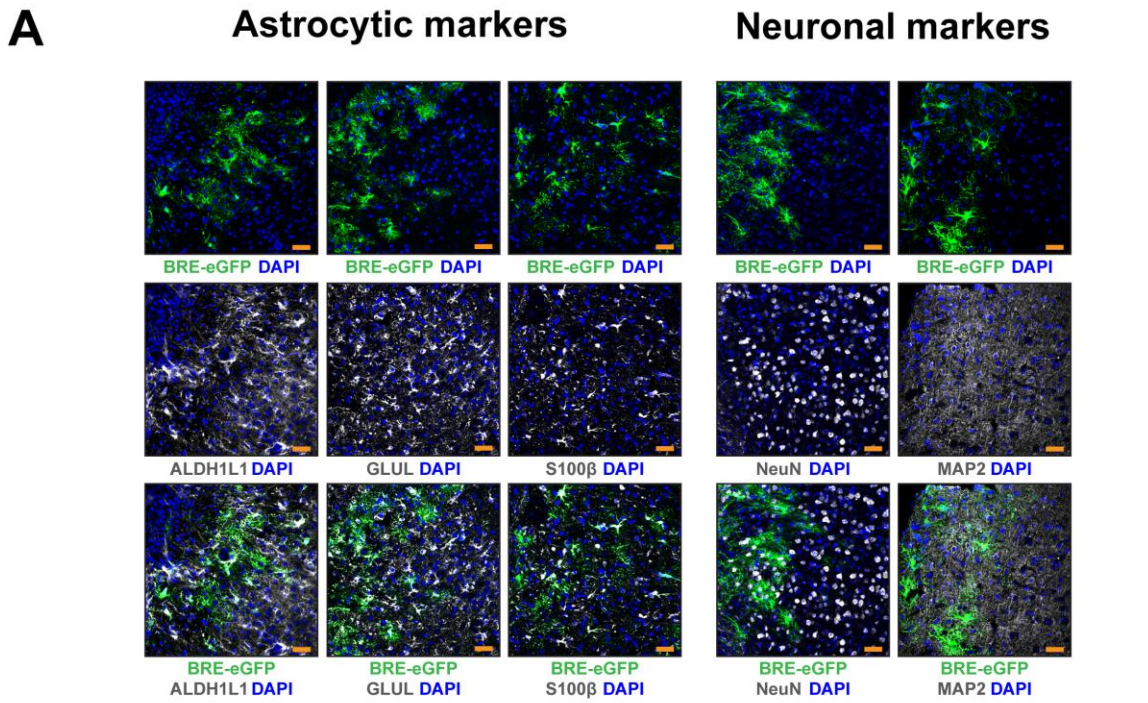 A
Astrocytic markers Neuronal markers
BRE-eGFP DAPI BRE-eGFP DAPI BRE-eGFP DAPI BRE-eGFP DAPI BRE-eGFP DAPI
ALDH1L1 DAPI GLUL DAPI S100β DAPI NeuN DAPI MAP2 DAPI
BRE-eGFP BRE-eGFP BRE-eGFP BRE-eGFP BRE-eGFP
ALDH1L1 DAPI GLUL DAPI S100β DAPI NeuN DAPI MAP2 DAPI